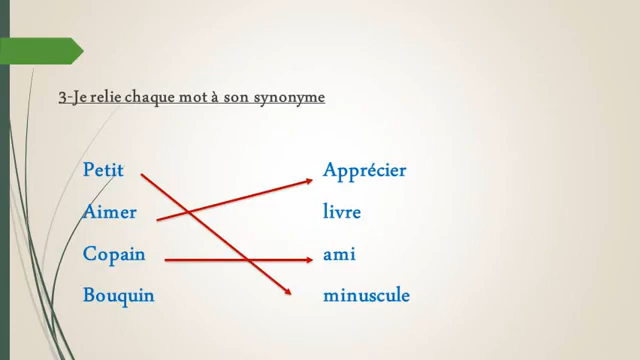 3-Je relie chaque mot à son synonyme
Petit Apprécier
Aimer livre
Copain ami
Bouquin minuscule